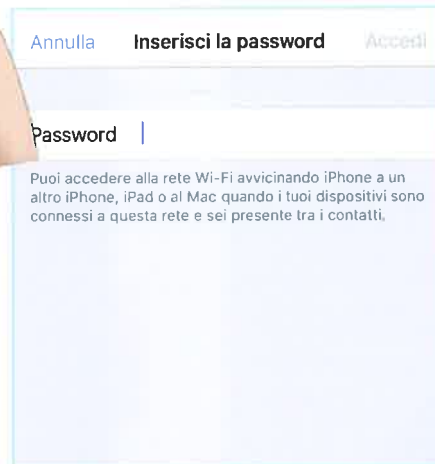 Annulla Inserisci la password Accedi
Password
Puoi accedere alla rete Wi-Fi avvicinando iPhone a un
altro iPhone, iPad o al Mac quando i tuoi dispositivi sono
connessi a questa rete e sei presente tra i contatti.